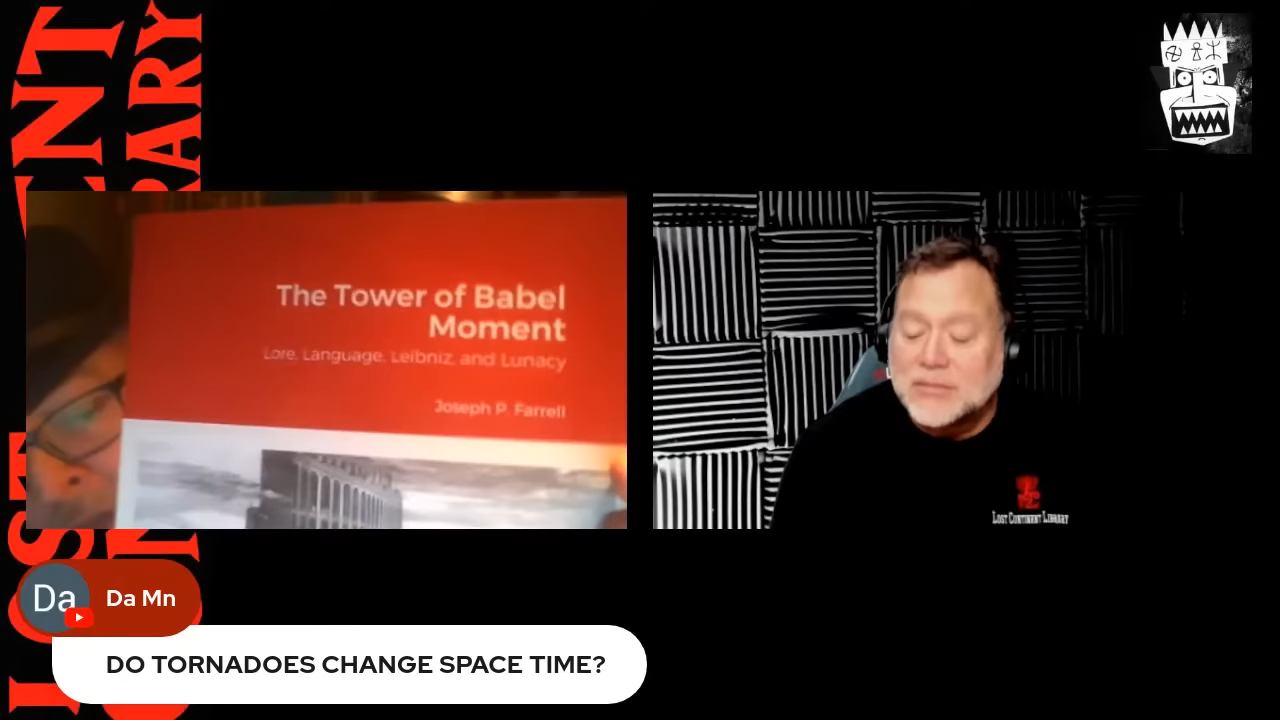 The Tower of Babel
Moment
Lore, Language, Leibniz, and Lunacy
Joseph P. Farrell
LOST CONTINENT LIBRARY
Da
Da Mn
DO TORNADOES CHANGE SPACE TIME?